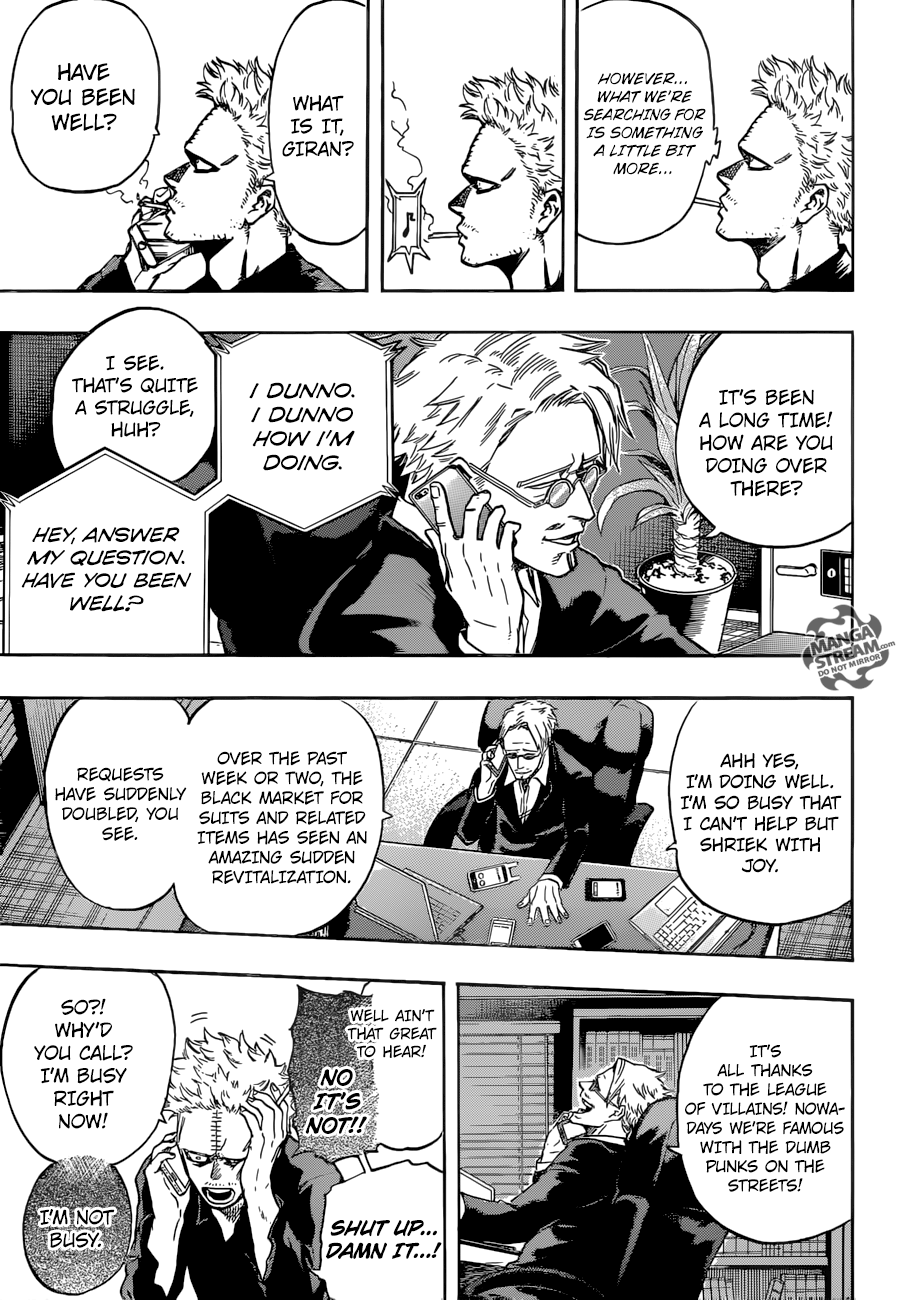 HOWEVER...
WHAT WE'RE
SEARCHING FOR
IS SOMETHING
A LITTLE BIT
MORE...
WHAT
IS IT,
GIRAN?
HAVE
YOU BEEN
WELL?
IT'S BEEN
A LONG TIME!
HOW ARE YOU
DOING OVER
THERE?
I DUNNO.
I DUNNO
HOW I'M
DOING.
I SEE.
THAT'S QUITE
A STRUGGLE,
HUH?
HEY, ANSWER
MY QUESTION.
HAVE YOU BEEN
WELL?
MANGA
STREAM.com
DO NOT MIRROR
AHH YES,
I'M DOING WELL.
I'M SO BUSY THAT
I CAN'T HELP BUT
SHRIEK WITH
JOY.
OVER THE PAST
WEEK OR TWO, THE
BLACK MARKET FOR
SUITS AND RELATED
ITEMS HAS SEEN AN
AMAZING SUDDEN
REVITALIZATION.
REQUESTS
HAVE SUDDENLY
DOUBLED, YOU
SEE.
IT'S
ALL THANKS
TO THE LEAGUE
OF VILLAINS! NOWA-
DAYS WE'RE FAMOUS
WITH THE DUMB
PUNKS ON THE
STREETS!
WELL AIN'T
THAT GREAT
TO HEAR!
NO
IT'S
NOT!!
SHUT UP...
DAMN IT...!
SO?!
WHY'D
YOU CALL?
I'M BUSY
RIGHT
NOW!
I'M NOT
BUSY.